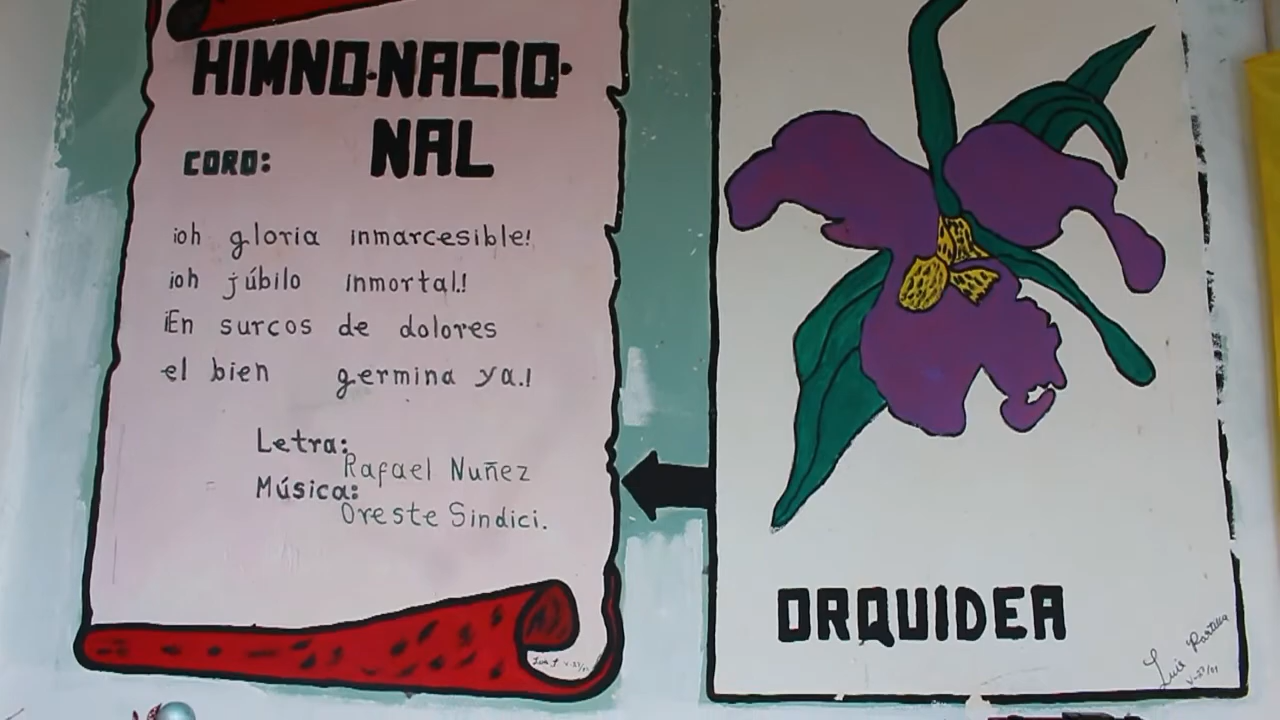 HIMNO·NACIO·
NAL
CORO:
¡oh gloria inmarcesible!
¡oh júbilo inmortal.!
¡En surcos de dolores
el bien germina ya.!
Letra:
Rafael Nuñez
Música:
Oreste Sindici.
ORQUIDEA
Luis